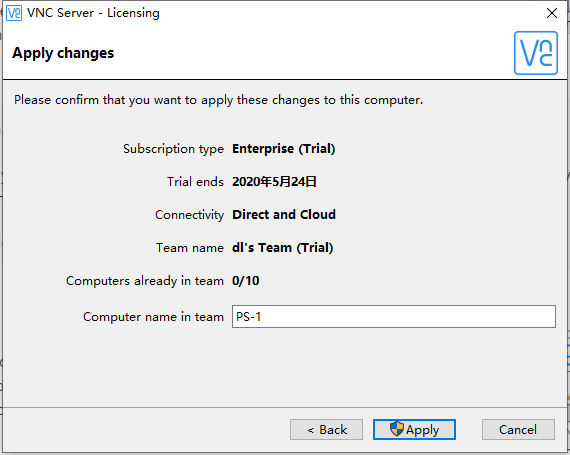 VNC Server - Licensing
Apply changes
Please confirm that you want to apply these changes to this computer.
Subscription type Enterprise (Trial)
Trial ends 2020年5月24日
Connectivity Direct and Cloud
Team name dl's Team (Trial)
Computers already in team 0/10
Computer name in team PS-1
< Back Apply Cancel